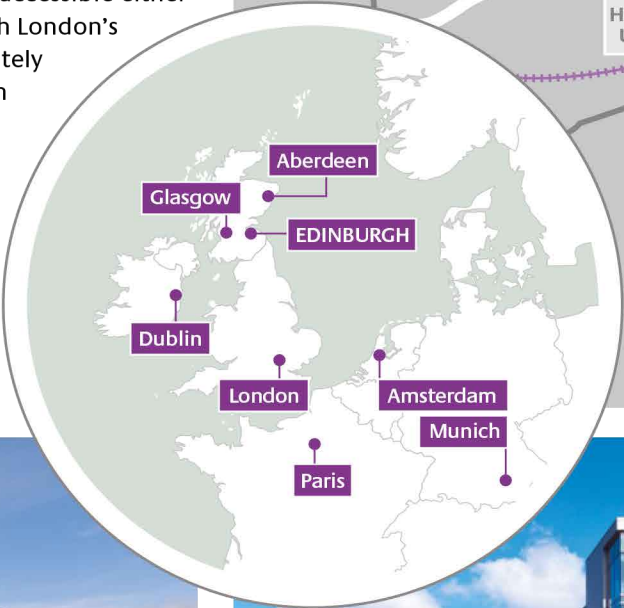 h London's
tely
Aberdeen
Glasgow
EDINBURGH
Dublin
London
Amsterdam
Munich
Paris